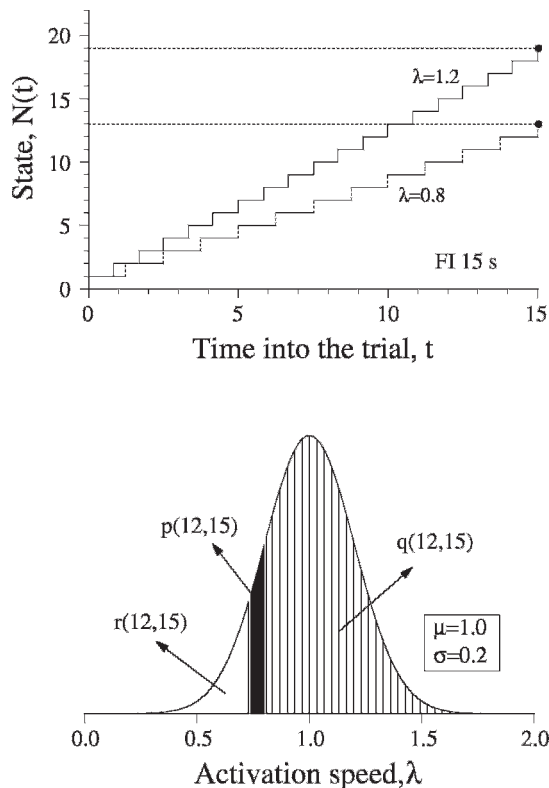 20
15
10
5
0
State, N(t)
λ=1.2
λ=0.8
FI 15 s
0 5 10 15
Time into the trial, t
p(12,15)
q(12,15)
r(12,15)
μ=1.0
σ=0.2
0.0 0.5 1.0 1.5 2.0
Activation speed,λ